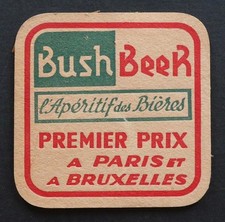 Bush BeeR
l'Apéritif des Bières
PREMIER PRIX
A PARIS ET
A BRUXELLES